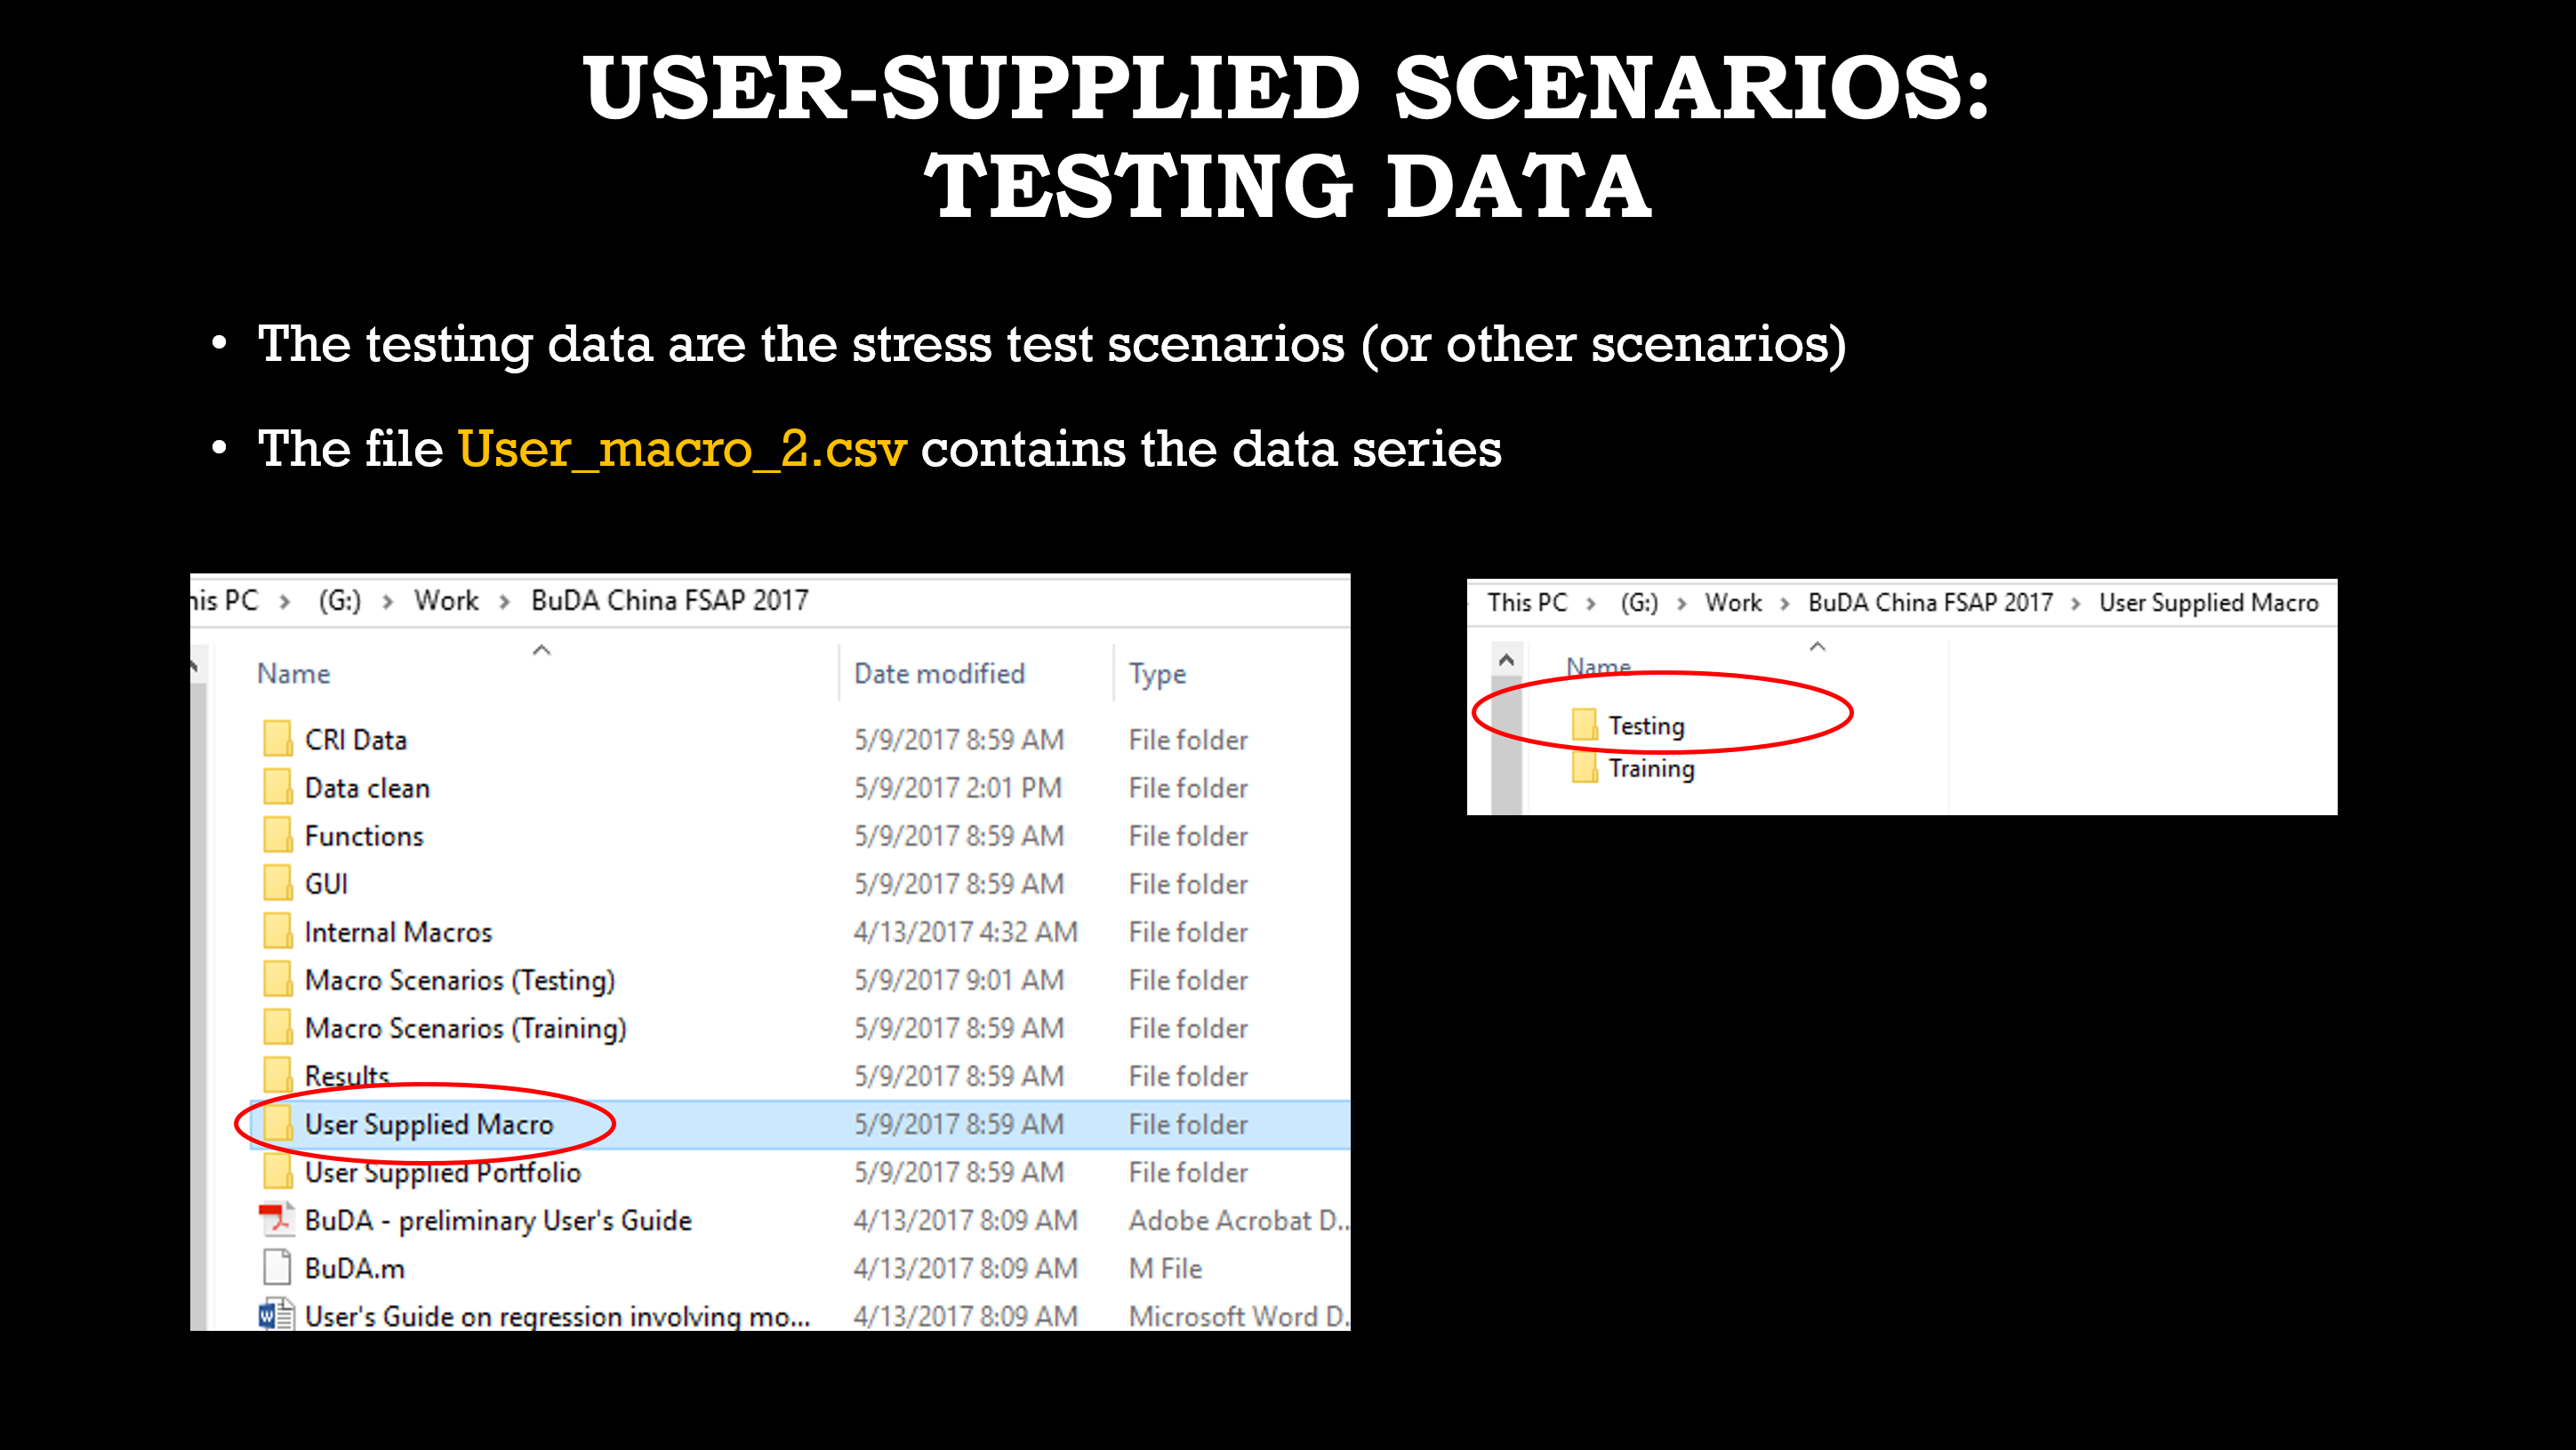 USER-SUPPLIED SCENARIOS:
TESTING DATA
• The testing data are the stress test scenarios (or other scenarios)
• The file User_macro_2.csv contains the data series
his PC > (G:) > Work > BuDA China FSAP 2017
Name Date modified Type
CRI Data 5/9/2017 8:59 AM File folder
Data clean 5/9/2017 2:01 PM File folder
Functions 5/9/2017 8:59 AM File folder
GUI 5/9/2017 8:59 AM File folder
Internal Macros 4/13/2017 4:32 AM File folder
Macro Scenarios (Testing) 5/9/2017 9:01 AM File folder
Macro Scenarios (Training) 5/9/2017 8:59 AM File folder
Results 5/9/2017 8:59 AM File folder
User Supplied Macro 5/9/2017 8:59 AM File folder
User Supplied Portfolio 5/9/2017 8:59 AM File folder
BuDA - preliminary User's Guide 4/13/2017 8:09 AM Adobe Acrobat D..
BuDA.m 4/13/2017 8:09 AM M File
User's Guide on regression involving mo... 4/13/2017 8:09 AM Microsoft Word D.
This PC > (G:) > Work > BuDA China FSAP 2017 > User Supplied Macro
Name
Testing
Training